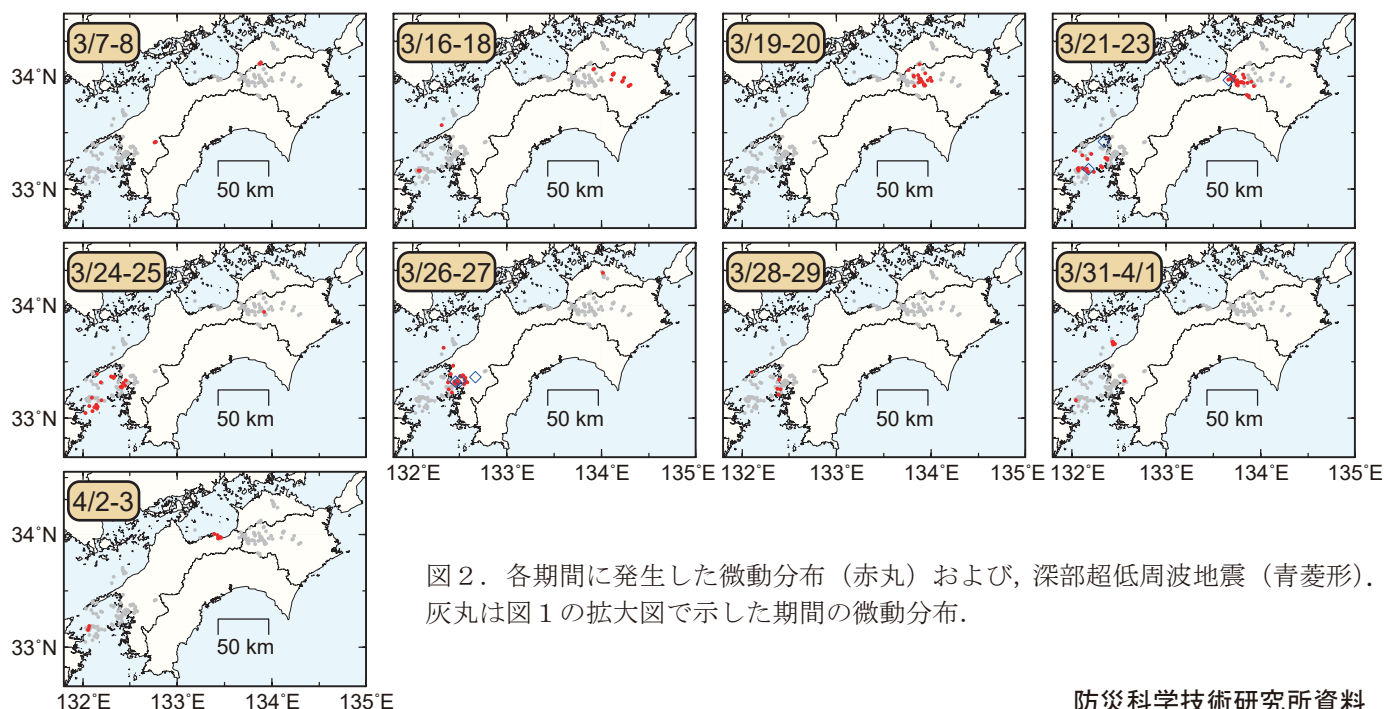 3/7-8
3/16-18
3/19-20
3/21-23
34˚N
33˚N
50 km
50 km
50 km
50 km
3/24-25
3/26-27
3/28-29
3/31-4/1
34˚N
33˚N
50 km
50 km
50 km
50 km
132˚E 133˚E 134˚E 135˚E
132˚E 133˚E 134˚E 135˚E
132˚E 133˚E 134˚E 135˚E
4/2-3
34˚N
33˚N
50 km
132˚E 133˚E 134˚E 135˚E
図２．各期間に発生した微動分布（赤丸）および，深部超低周波地震（青菱形）．
灰丸は図１の拡大図で示した期間の微動分布．
防災科学技術研究所資料